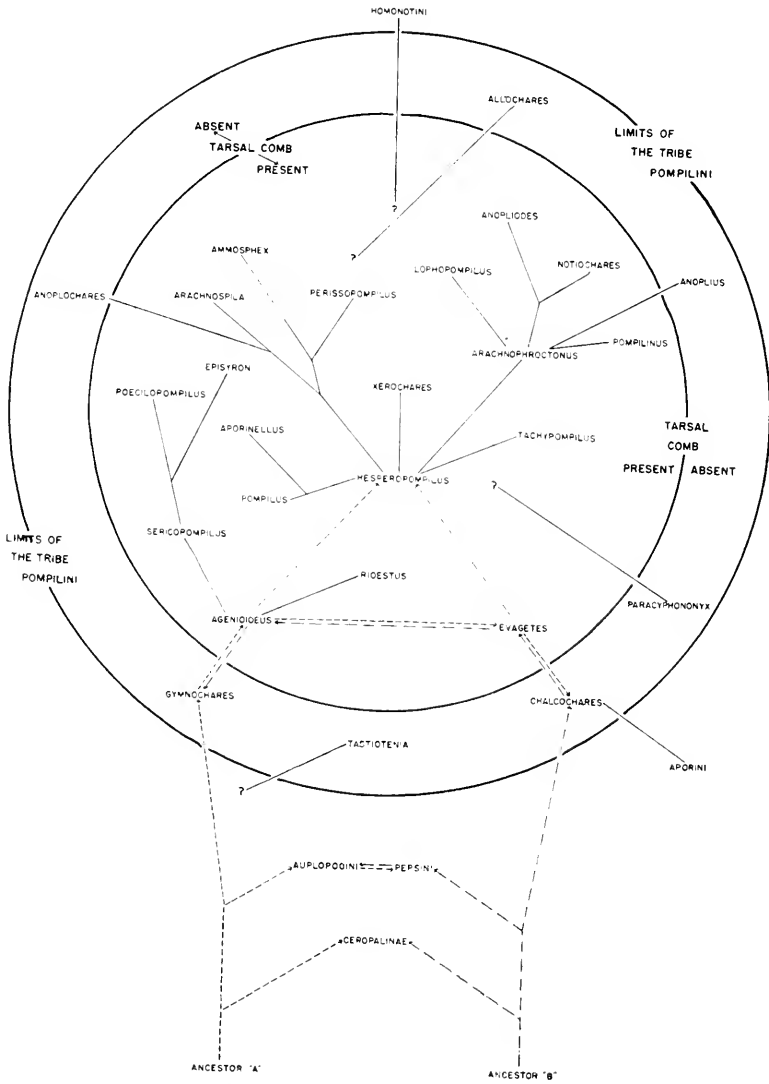 HOMONOTINI
ALLOCHARES
ABSENT
TARSAL COMB
PRESENT
LIMITS OF
THE TRIBE
POMPILINI
?
ANOPLIODES
AMMOSPHEX
?
LOPHOPOMPILUS
NOTIOCHARES
ANOPLOCHARES
ARACHNOSPILA
PERISSOPOMPILUS
ANOPLIUS
POMPILINUS
ARACHNOPHROCTONUS
EPISYRON
POECILOPOMPILUS
XEROCHARES
APORINELLUS
TACHYPOMPILUS
TARSAL
COMB
PRESENT ABSENT
HESPEROPOMPILUS
?
POMPILUS
SERICOPOMPILUS
LIMITS OF
THE TRIBE
POMPILINI
RIDESTUS
PARACYPHONONYX
AGENIOIDEUS
EVAGETES
GYMNOCHARES
CHALCOCHARES
TASTIOTENIA
APORINI
?
AUPLOPODINI
PEPSINI
CEROPALINAE
ANCESTOR "A"
ANCESTOR "B"